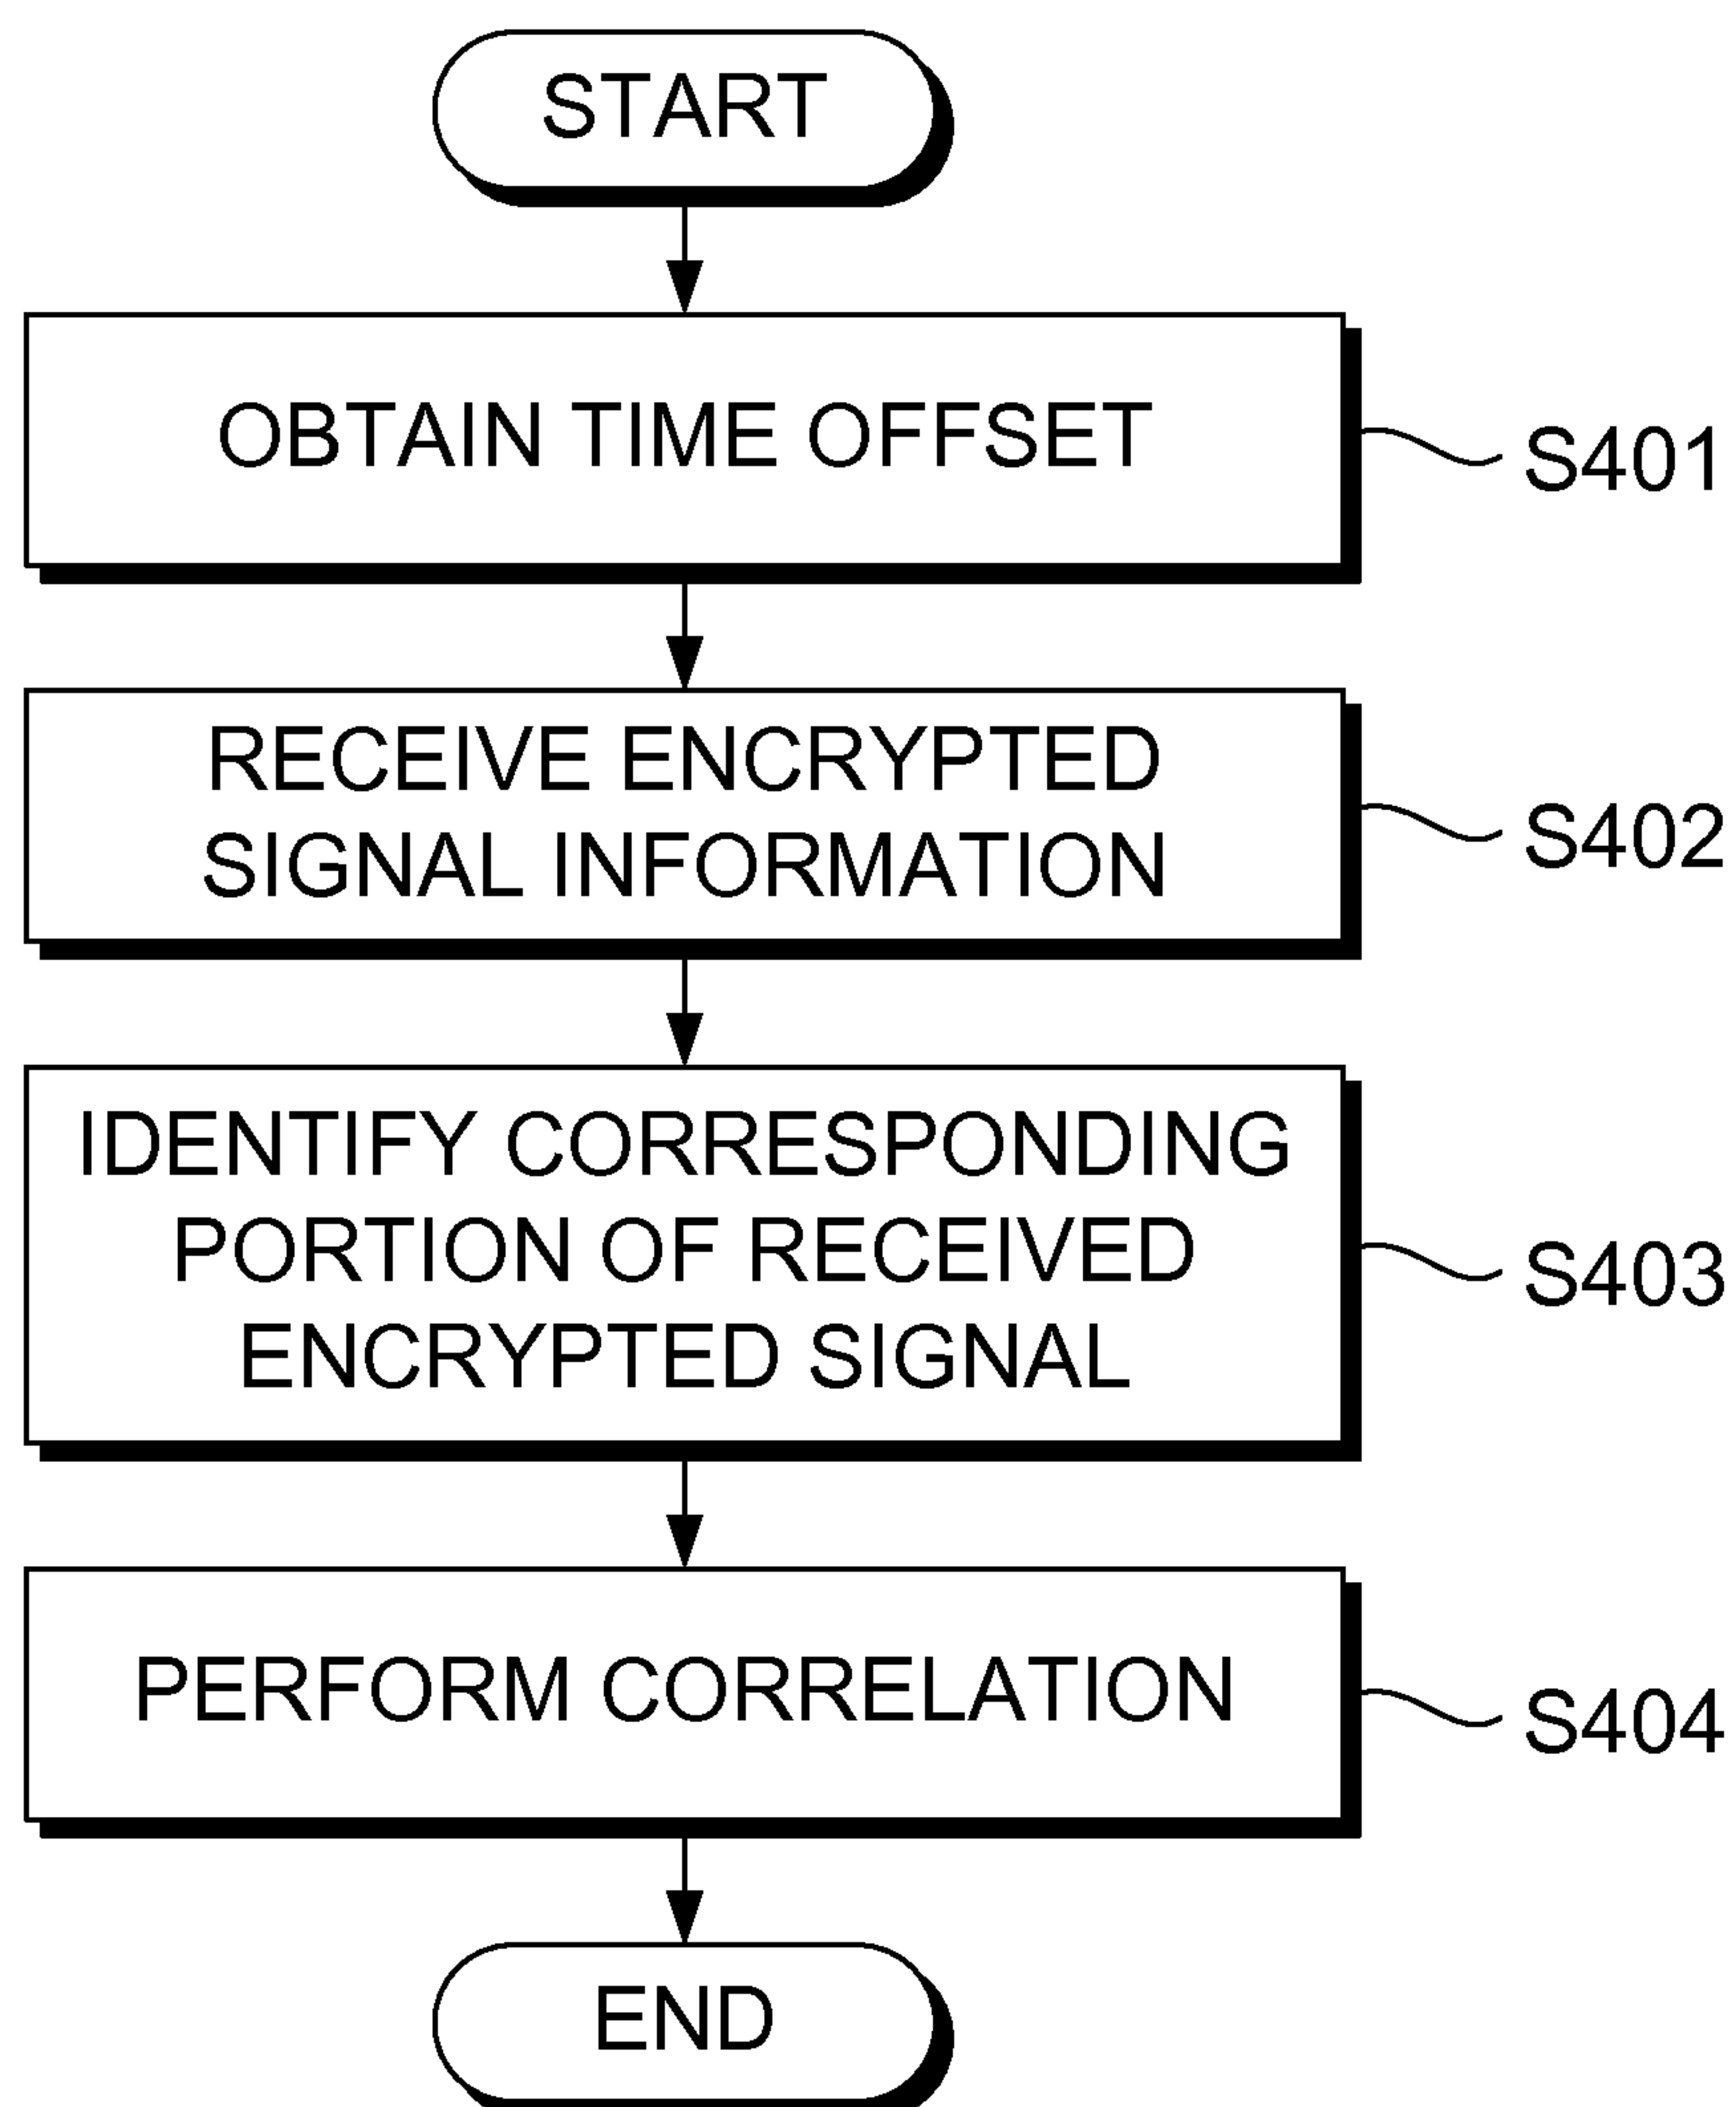 START
OBTAIN TIME OFFSET
S401
RECEIVE ENCRYPTED
SIGNAL INFORMATION
S402
IDENTIFY CORRESPONDING
PORTION OF RECEIVED
ENCRYPTED SIGNAL
S403
PERFORM CORRELATION
S404
END